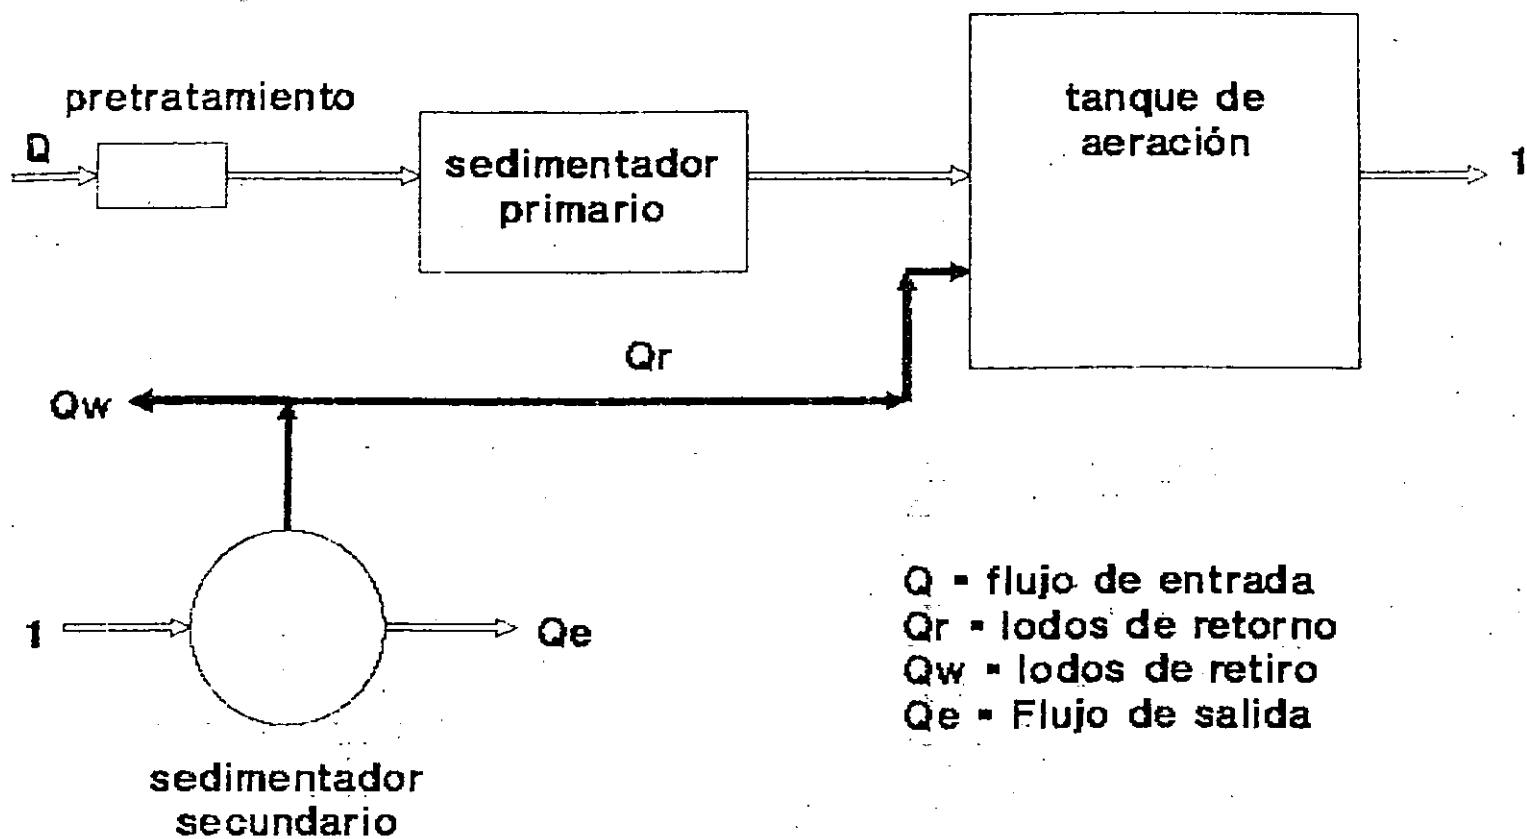 pretratamiento
Q
sedimentador
primario
tanque de
aeración
1
Qr
Qw
1
Qe
sedimentador
secundario
Q = flujo de entrada
Qr = lodos de retorno
Qw = lodos de retiro
Qe = Flujo de salida